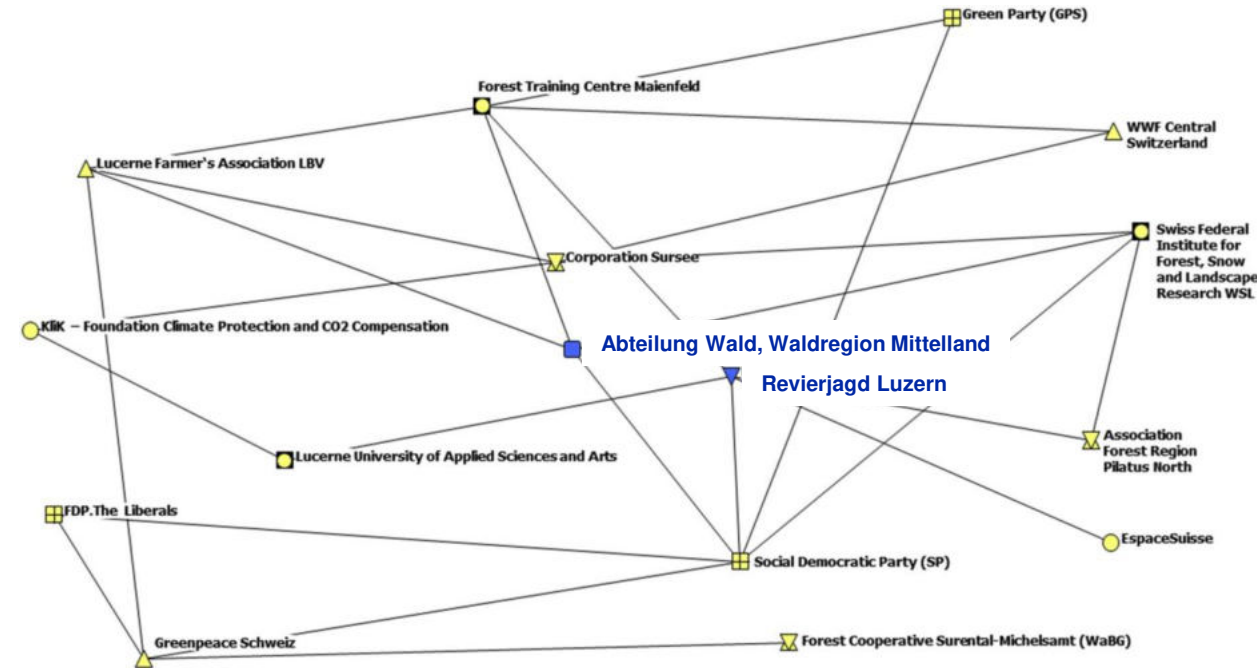 Green Party (GPS)
Forest Training Centre Maienfeld
WWF Central
Switzerland
Lucerne Farmer's Association LBV
Swiss Federal
Institute for
Forest, Snow
and Landscape
Research WSL
Corporation Sursee
KliK – Foundation Climate Protection and CO2 Compensation
Abteilung Wald, Waldregion Mittelland
Revierjagd Luzern
Association
Forest Region
Pilatus North
Lucerne University of Applied Sciences and Arts
FDP.The Liberals
EspaceSuisse
Social Democratic Party (SP)
Greenpeace Schweiz
Forest Cooperative Surental-Michelsamt (WaBG)